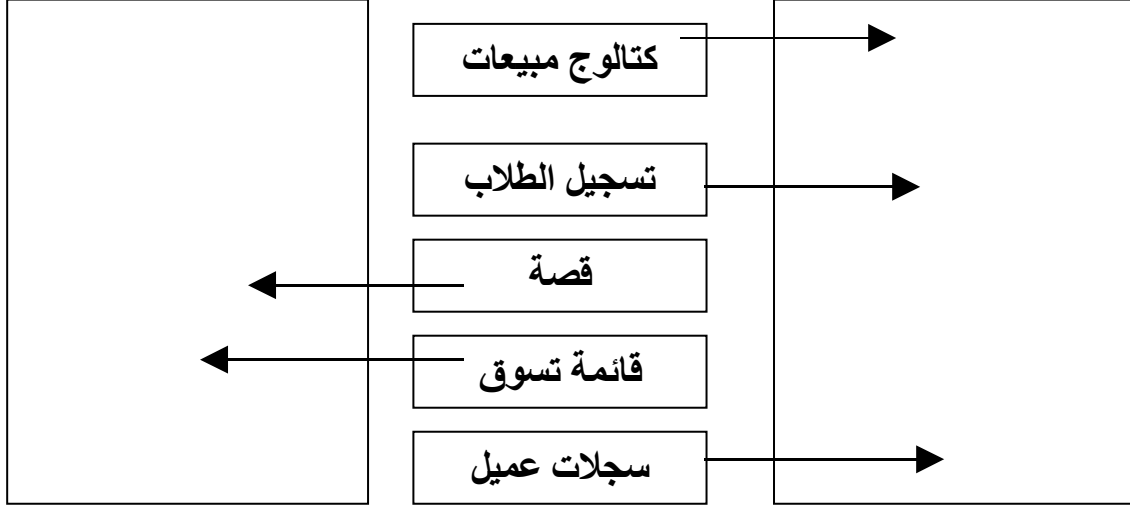 كتالوج مبيعات
تسجيل الطلاب
قصة
قائمة تسوق
سجلات عميل